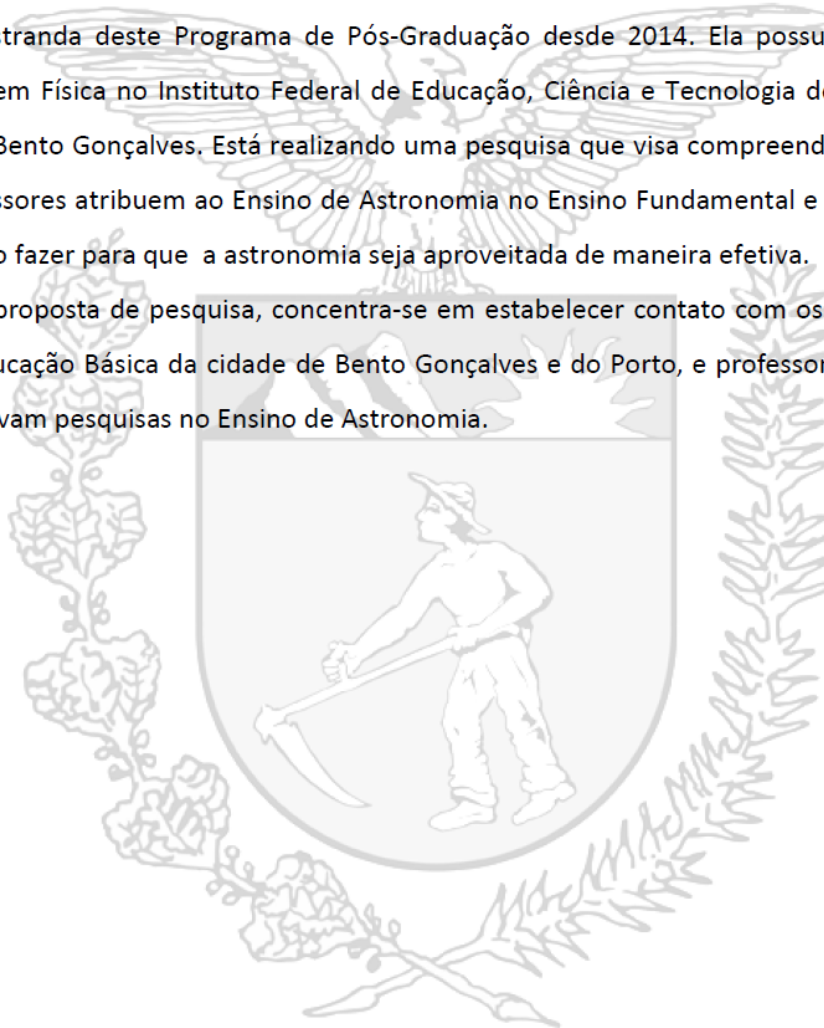 stranda deste Programa de Pós-Graduação desde 2014. Ela possu
em Física no Instituto Federal de Educação, Ciência e Tecnologia d
Bento Gonçalves. Está realizando uma pesquisa que visa compreend
ssores atribuem ao Ensino de Astronomia no Ensino Fundamental e
o fazer para que a astronomia seja aproveitada de maneira efetiva.
proposta de pesquisa, concentra-se em estabelecer contato com os
ucação Básica da cidade de Bento Gonçalves e do Porto, e professor
vam pesquisas no Ensino de Astronomia.